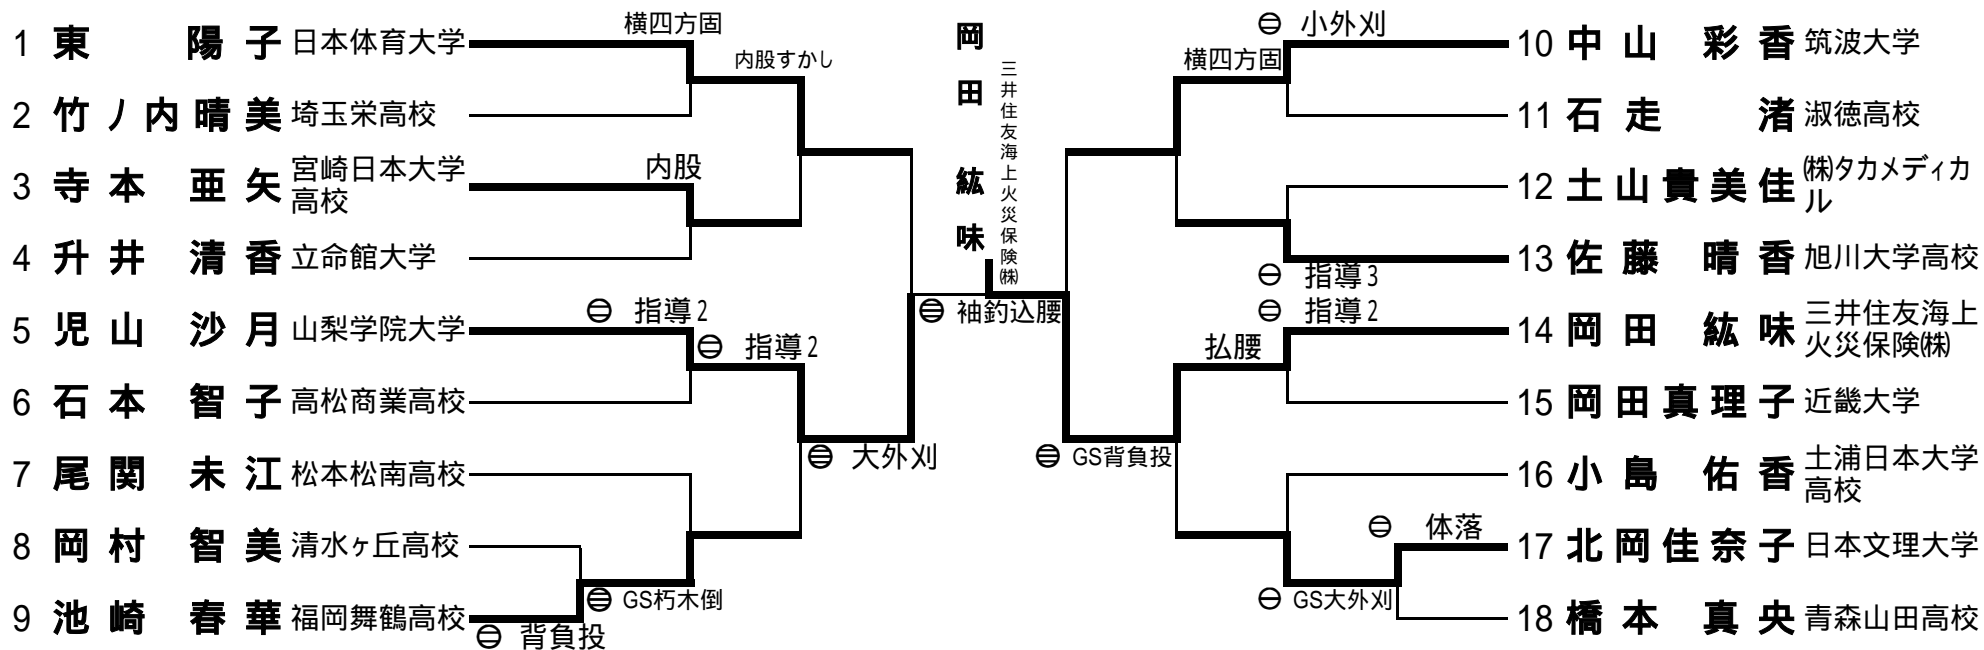 1 東 陽 子 日本体育大学
2 竹 ノ 内 晴 美 埼玉栄高校
3 寺 本 亜 矢 宮崎日本大学
高校
4 升 井 清 香 立命館大学
5 児 山 沙 月 山梨学院大学
6 石 本 智 子 高松商業高校
7 尾 関 未 江 松本松南高校
8 岡 村 智 美 清水ヶ丘高校
9 池 崎 春 華 福岡舞鶴高校
横四方固
内股すかし
内股
指導2
指導2
大外刈
GS朽木倒
背負投
岡田 紘味
三井住友海上火災保険㈱
袖釣込腰
小外刈
横四方固
指導3
指導2
払腰
GS背負投
体落
GS大外刈
10 中 山 彩 香 筑波大学
11 石 走 渚 淑徳高校
12 土 山 貴 美 佳 ㈱タカメディカ
ル
13 佐 藤 晴 香 旭川大学高校
14 岡 田 紘 味 三井住友海上
火災保険㈱
15 岡 田 真 理 子 近畿大学
16 小 島 佑 香 土浦日本大学
高校
17 北 岡 佳 奈 子 日本文理大学
18 橋 本 真 央 青森山田高校